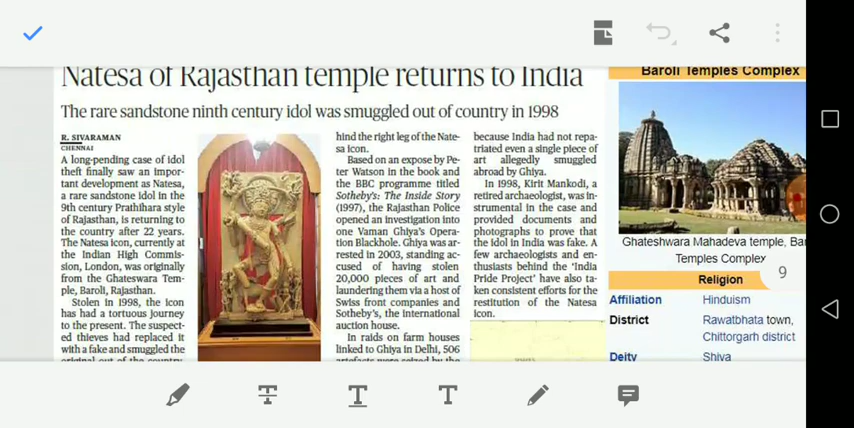 Natesa of Rajasthan temple returns to India
The rare sandstone ninth century idol was smuggled out of country in 1998
R. SIVARAMAN
CHENNAI
A long-pending case of idol
theft finally saw an impor-
tant development as Natesa,
a rare sandstone idol in the
9th century Prathihara style
of Rajasthan, is returning to
the country after 22 years.
The Natesa icon, currently at
the Indian High Commis-
sion, London, was originally
from the Ghateswara Tem-
ple, Baroli, Rajasthan.
Stolen in 1998, the icon
has had a tortuous journey
to the present. The suspect-
ed thieves had replaced it
with a fake and smuggled the
original out of the country.
hind the right leg of the Nate-
sa icon.
Based on an expose by Pe-
ter Watson in the book and
the BBC programme titled
Sotheby's: The Inside Story
(1997), the Rajasthan Police
opened an investigation into
one Vaman Ghiya's Opera-
tion Blackhole. Ghiya was ar-
rested in 2003, standing ac-
cused of having stolen
20,000 pieces of art and
laundering them via a host of
Swiss front companies and
Sotheby's, the international
auction house.
In raids on farm houses
linked to Ghiya in Delhi, 506
artefacts were seized by the
because India had not repa-
triated even a single piece of
art allegedly smuggled
abroad by Ghiya.
In 1998, Kirit Mankodi, a
retired archaeologist, was in-
strumental in the case and
provided documents and
photographs to prove that
the idol in India was fake. A
few archaeologists and en-
thusiasts behind the 'India
Pride Project' have also ta-
ken consistent efforts for the
restitution of the Natesa
icon.
Baroli Temples Complex
Ghateshwara Mahadeva temple,
Temples Complex
9
Religion
Affiliation Hinduism
District Rawatbhata town,
Chittorgarh district
Deity Shiva